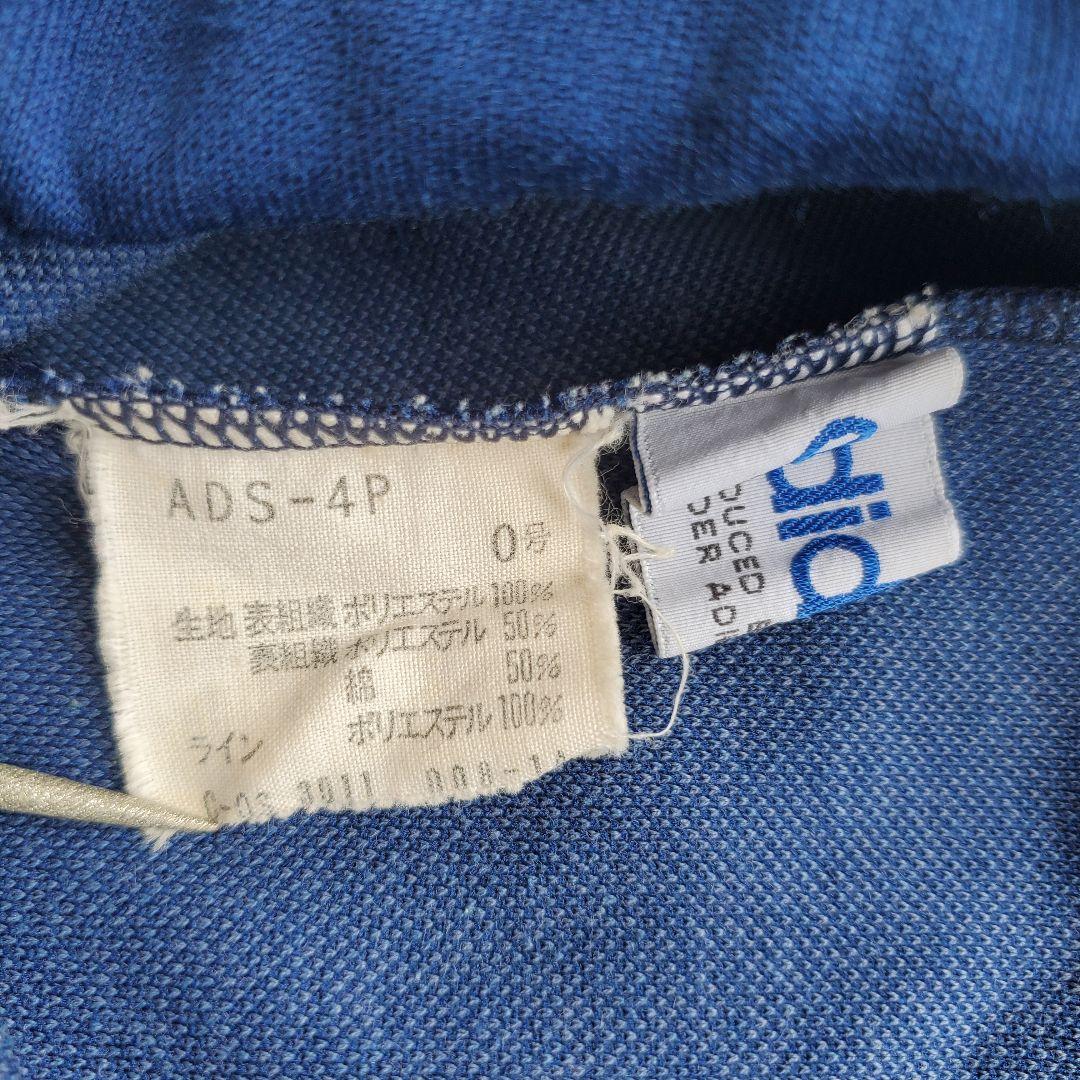 ADS-4P
0号
生地 表組織 ポリエステル 100%
裏組織 ポリエステル 50%
綿 50%
ライン ポリエステル 100%
DUCED
DER ADI